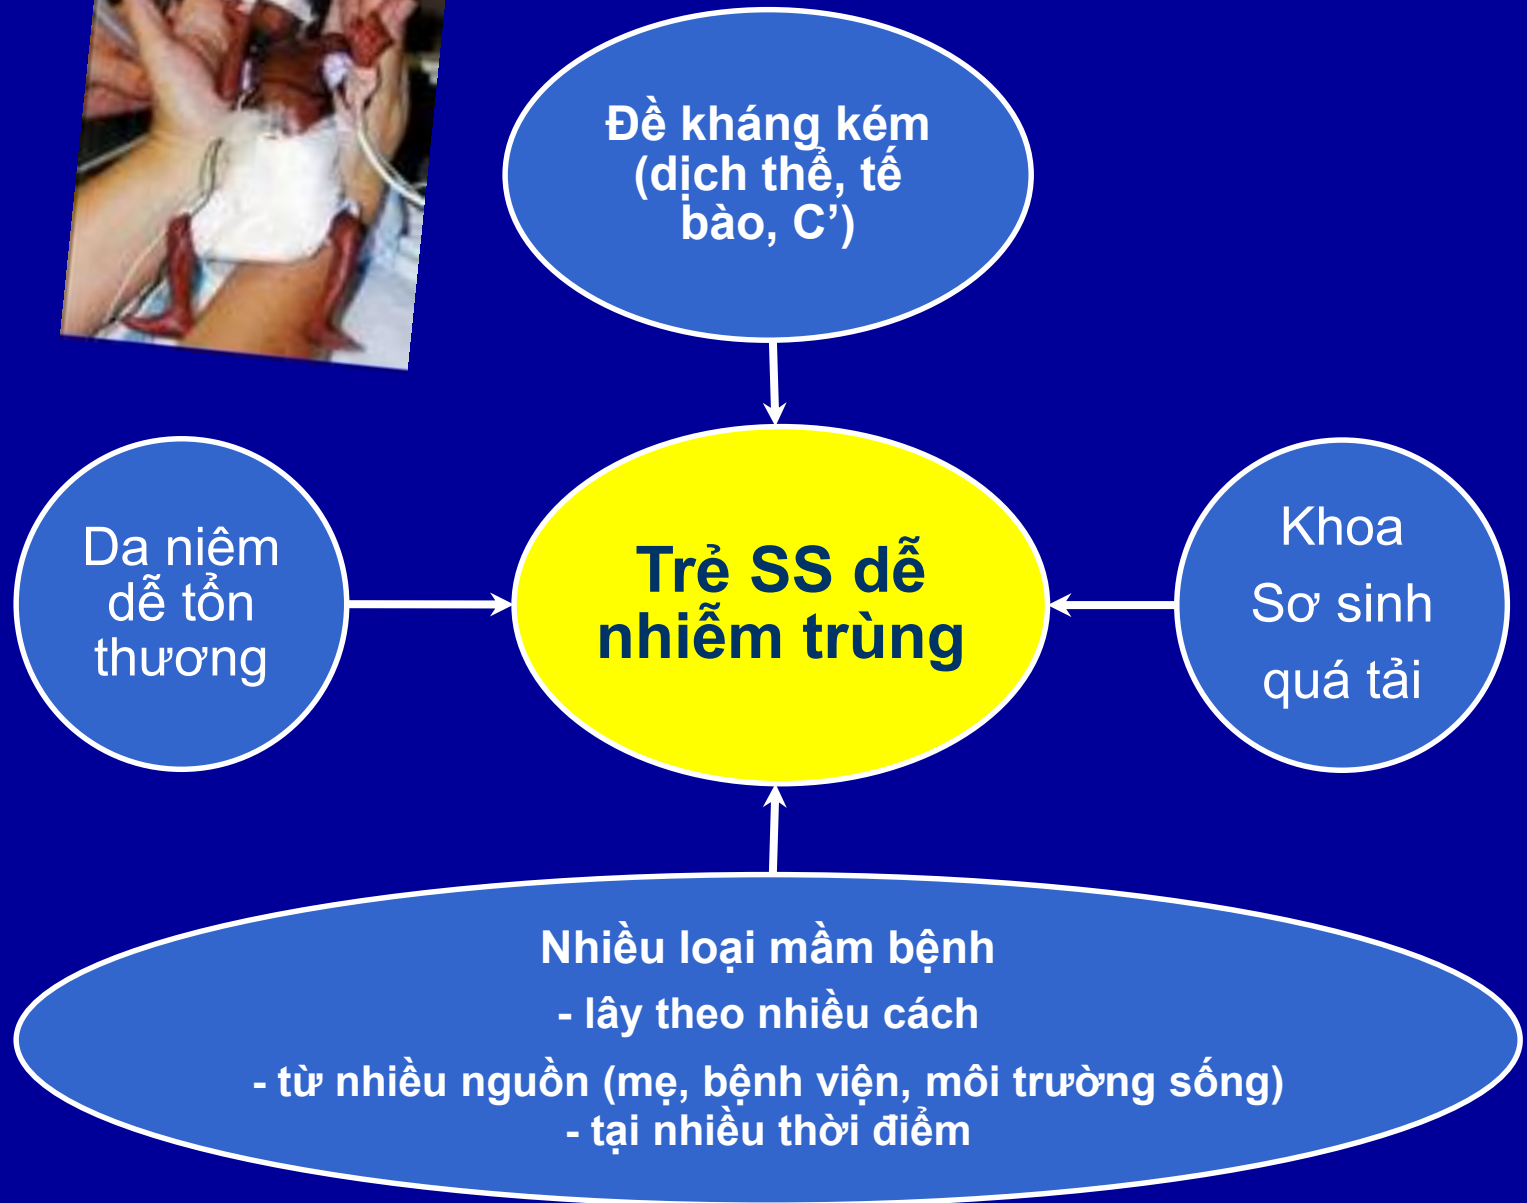 Đề kháng kém
(dịch thể, tế
bào, C’)
Da niêm
dễ tổn
thương
Trẻ SS dễ
nhiễm trùng
Khoa
Sơ sinh
quá tải
Nhiều loại mầm bệnh
- lây theo nhiều cách
- từ nhiều nguồn (mẹ, bệnh viện, môi trường sống)
- tại nhiều thời điểm